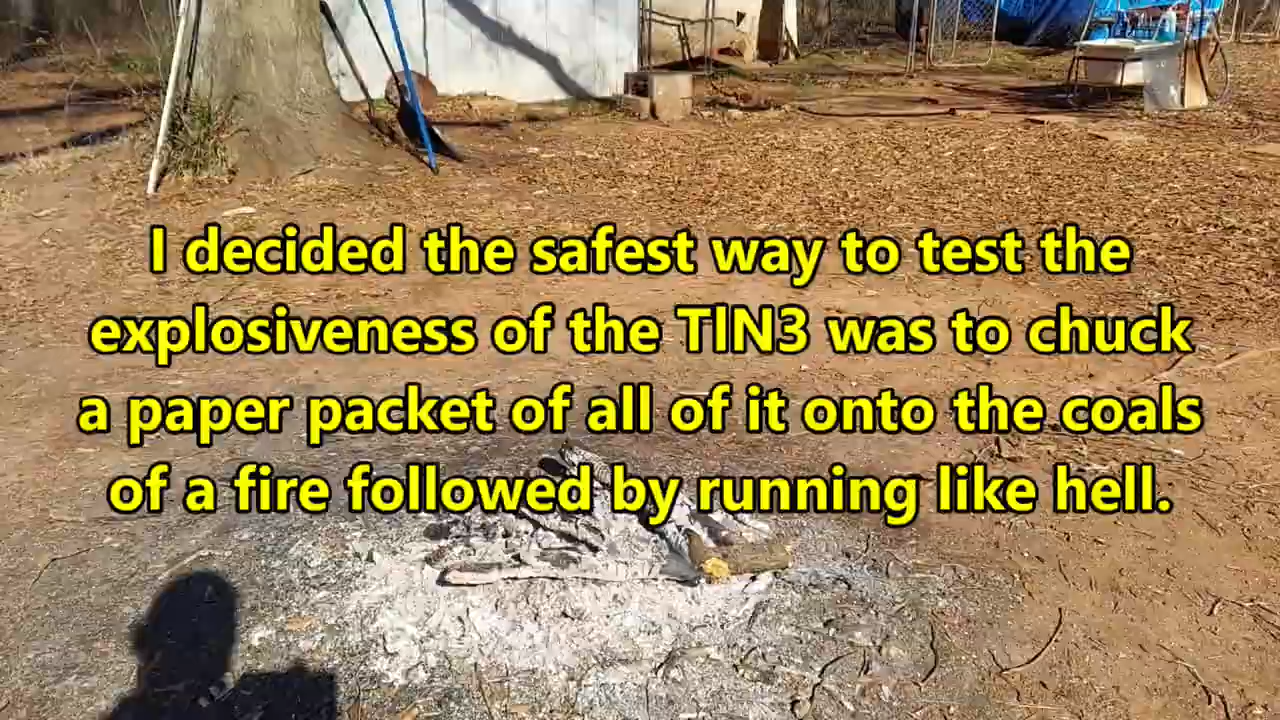 I decided the safest way to test the
explosiveness of the TlN3 was to chuck
a paper packet of all of it onto the coals
of a fire followed by running like hell.